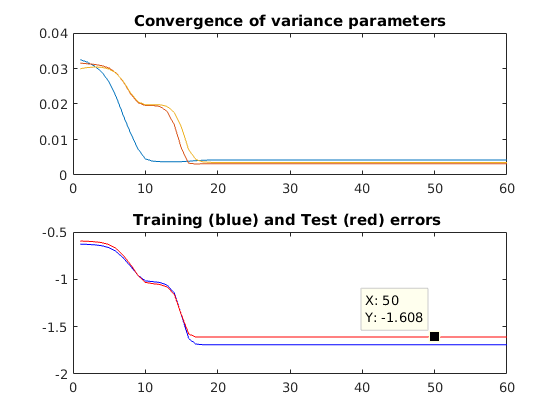 Convergence of variance parameters
0.04
0.03
0.02
0.01
0
0 10 20 30 40 50 60
Training (blue) and Test (red) errors
-0.5
-1
X: 50
Y: -1.608
-1.5
-2
0 10 20 30 40 50 60